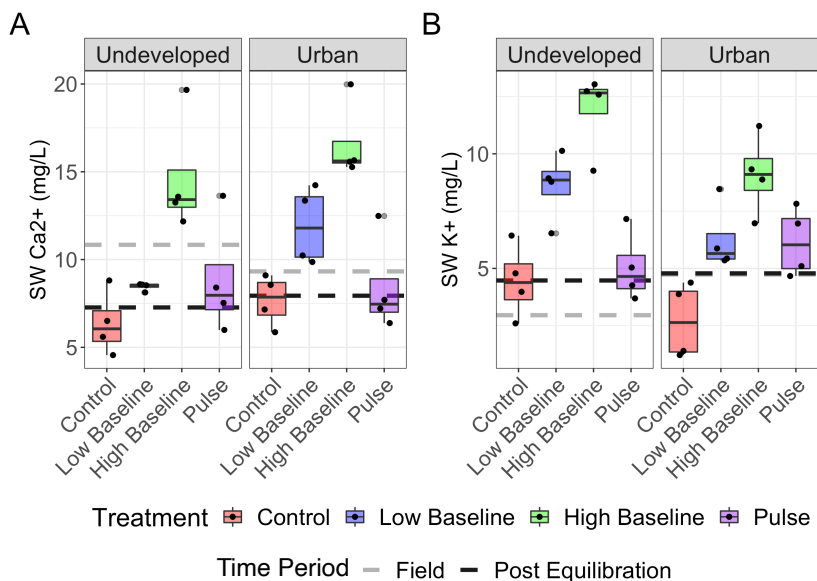 A
B
Undeveloped
Urban
Undeveloped
Urban
SW Ca2+ (mg/L)
20
15
10
5
SW K+ (mg/L)
10
5
Control
Low Baseline
High Baseline
Pulse
Control
Low Baseline
High Baseline
Pulse
Control
Low Baseline
High Baseline
Pulse
Control
Low Baseline
High Baseline
Pulse
Treatment Control Low Baseline High Baseline Pulse
Time Period Field Post Equilibration